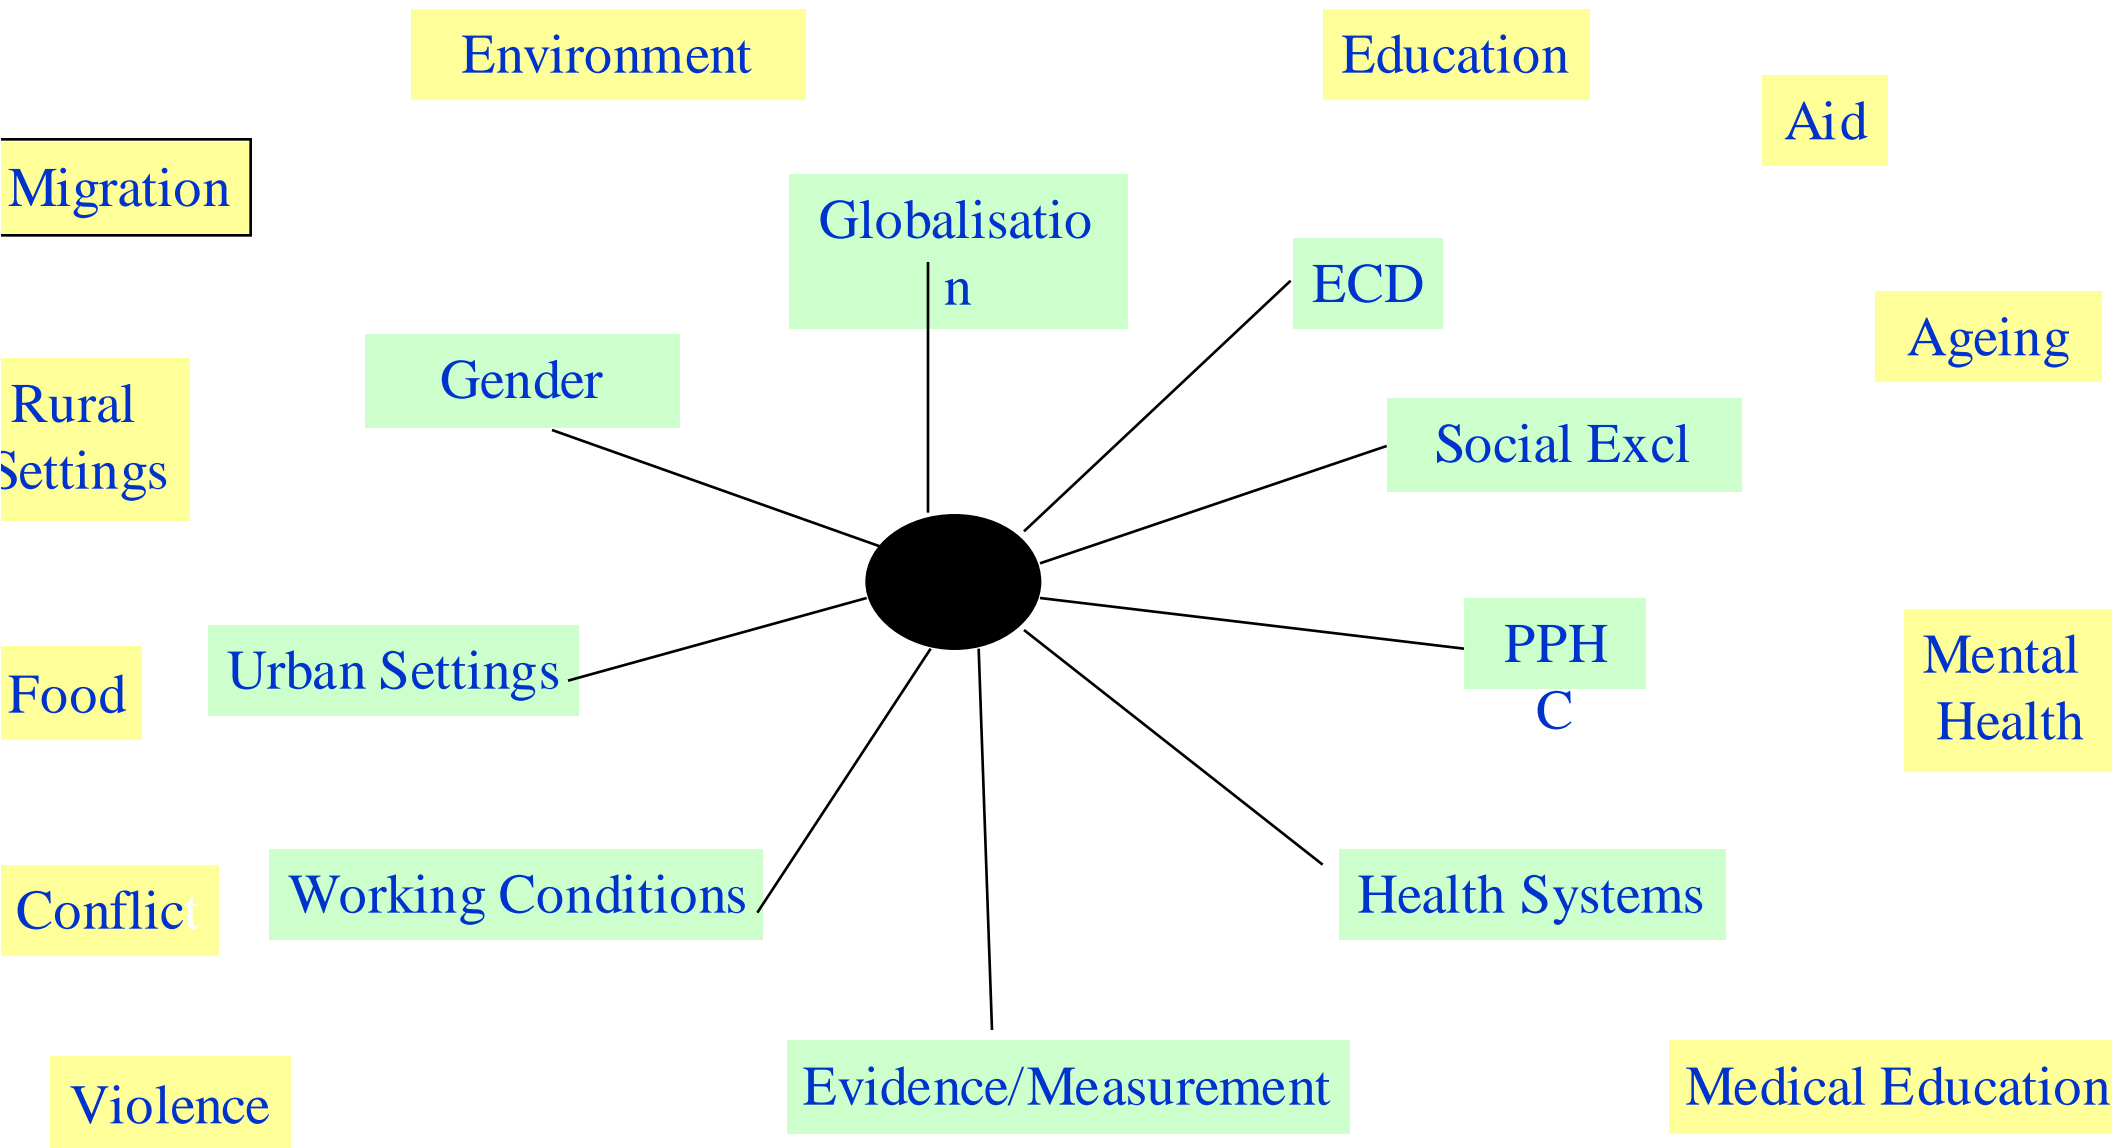 Environment
Education
Aid
Migration
Globalisatio
n
ECD
Ageing
Gender
Rural
Settings
Social Excl
PPH
C
Mental
Health
Urban Settings
Food
Working Conditions
Health Systems
Conflict
Evidence/Measurement
Medical Education
Violence